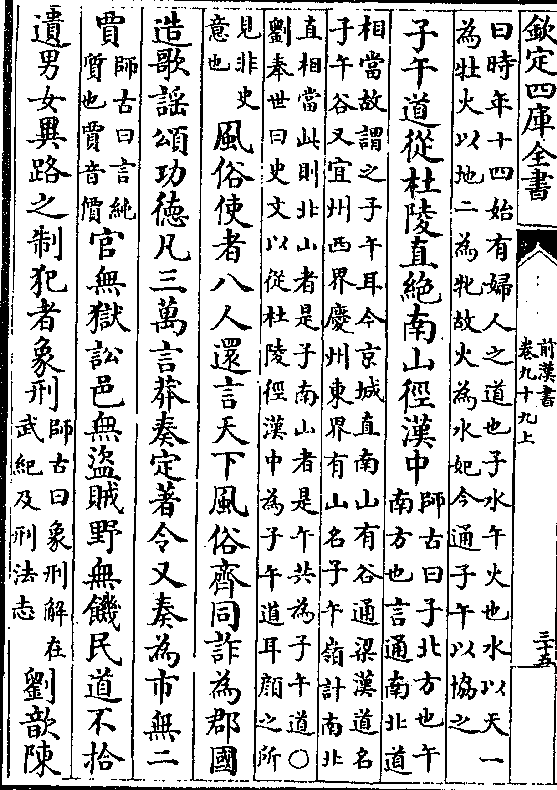 欽定四庫全書
前漢書
卷九十九上
三十五
曰時年十四始有婦人之道也子水午火也水以天一
為牡火以地二為牝故火為水妃今通子午以協之
子午道從杜陵直絶南山徑漢中
師古曰子北方也午
南方也言通南北道
相當故謂之子午耳今京城直南山有谷通梁漢道名
子午谷又宜州西界慶州東界有山名子午嶺計南北
直相當此則北山者是子南山者是午共為子午道○
劉奉世曰史文以從杜陵徑漢中為子午道耳顔之所
見非史
意也
風俗使者八人還言天下風俗齊同詐為郡國
造歌謡頌功德凡三萬言莽奏定著令又奏為市無二
賈
師古曰言純
質也賈音價
官無獄訟邑無盜賊野無饑民道不拾
遺男女異路之制犯者象刑
師古曰象刑解在
武紀及刑法志
劉歆陳